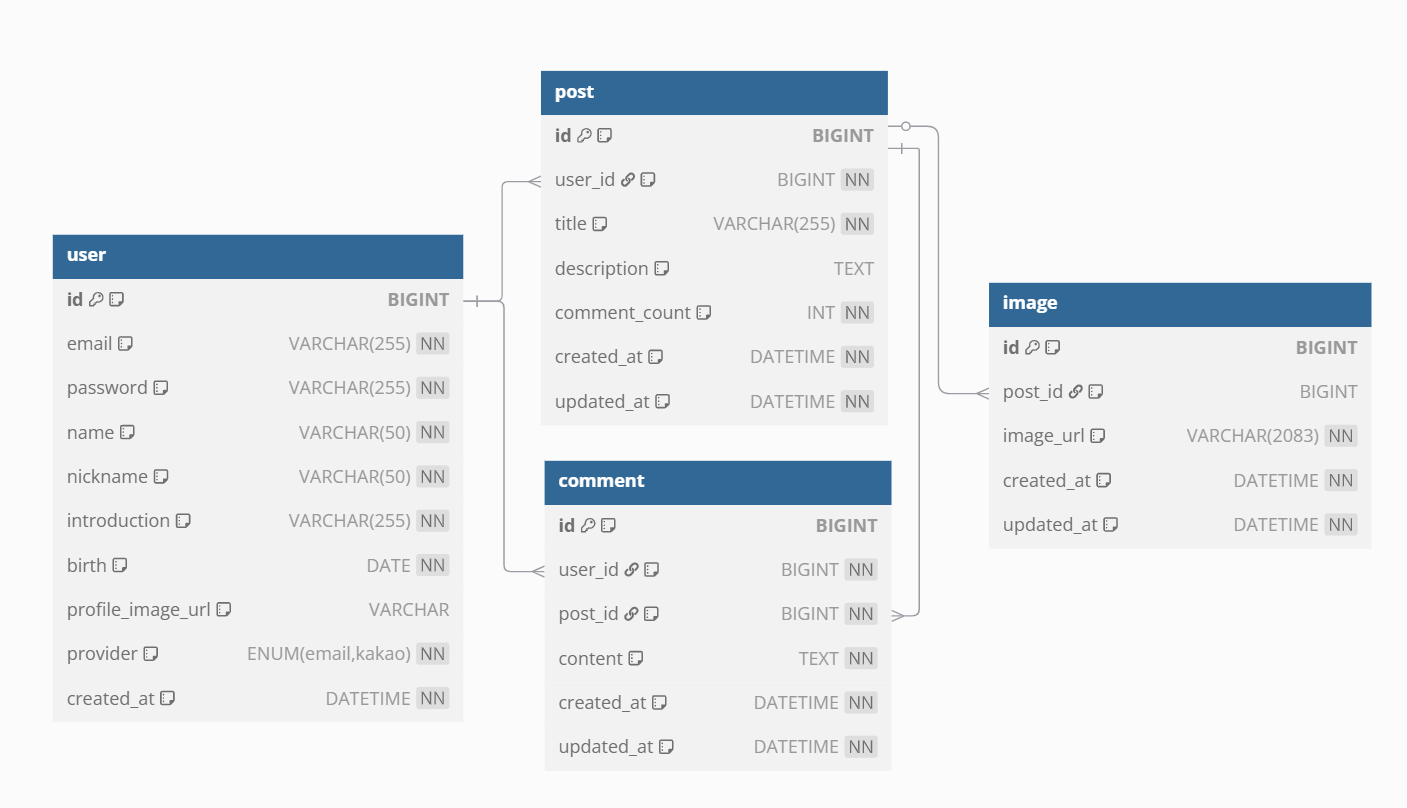 post
id BIGINT
user_id BIGINT NN
title VARCHAR(255) NN
description TEXT
comment_count INT NN
created_at DATETIME NN
updated_at DATETIME NN
user
id BIGINT
email VARCHAR(255) NN
password VARCHAR(255) NN
name VARCHAR(50) NN
nickname VARCHAR(50) NN
introduction VARCHAR(255) NN
birth DATE NN
profile_image_url VARCHAR
provider ENUM(email,kakao) NN
created_at DATETIME NN
comment
id BIGINT
user_id BIGINT NN
post_id BIGINT NN
content TEXT NN
created_at DATETIME NN
updated_at DATETIME NN
image
id BIGINT
post_id BIGINT
image_url VARCHAR(2083) NN
created_at DATETIME NN
updated_at DATETIME NN